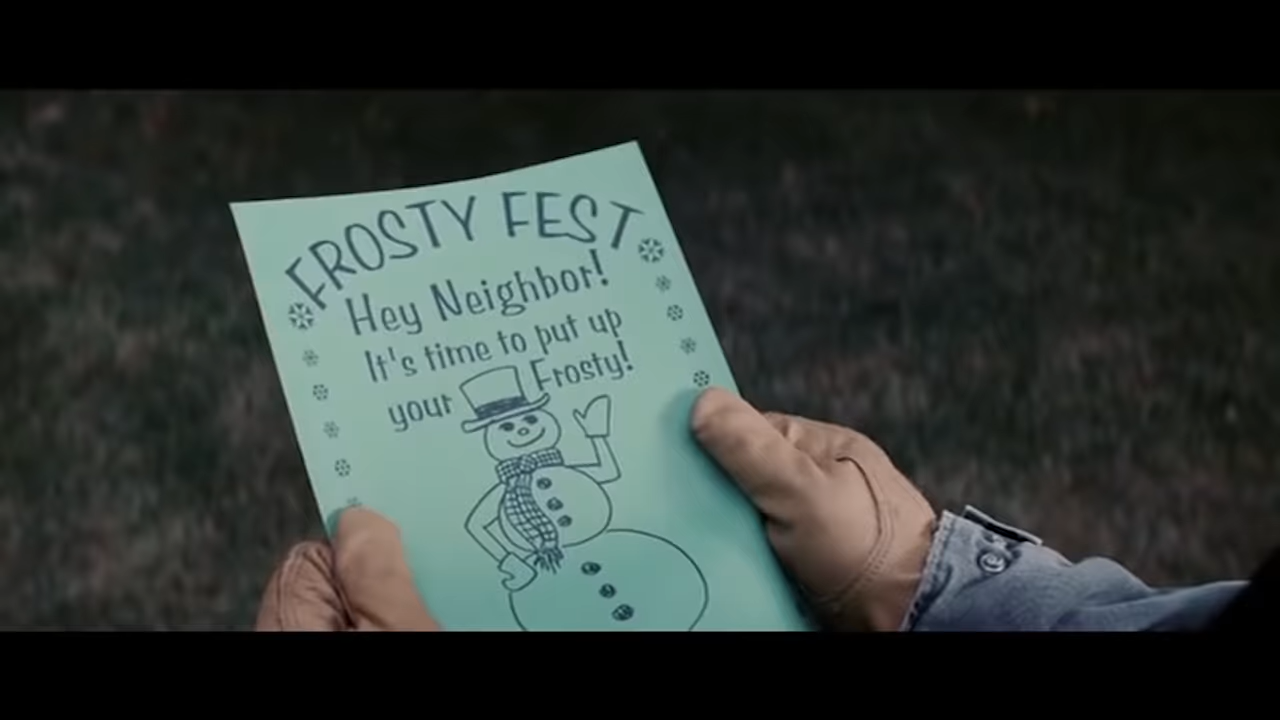 FROSTY FEST
Hey Neighbor!
It's time to put up
your Frosty!